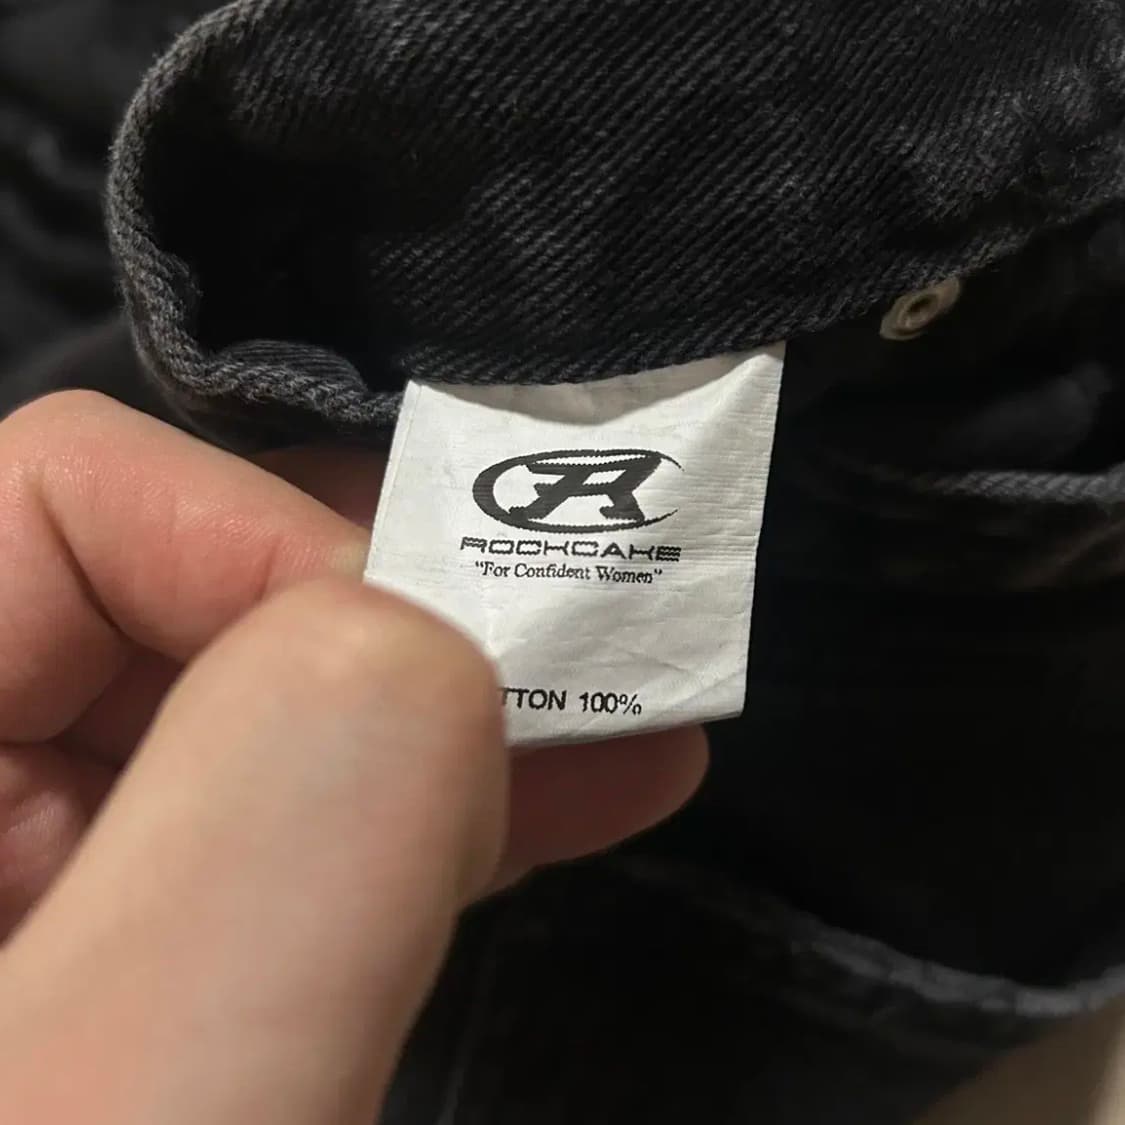 ROCKCAKE
"For Confident Women"
TTON 100%